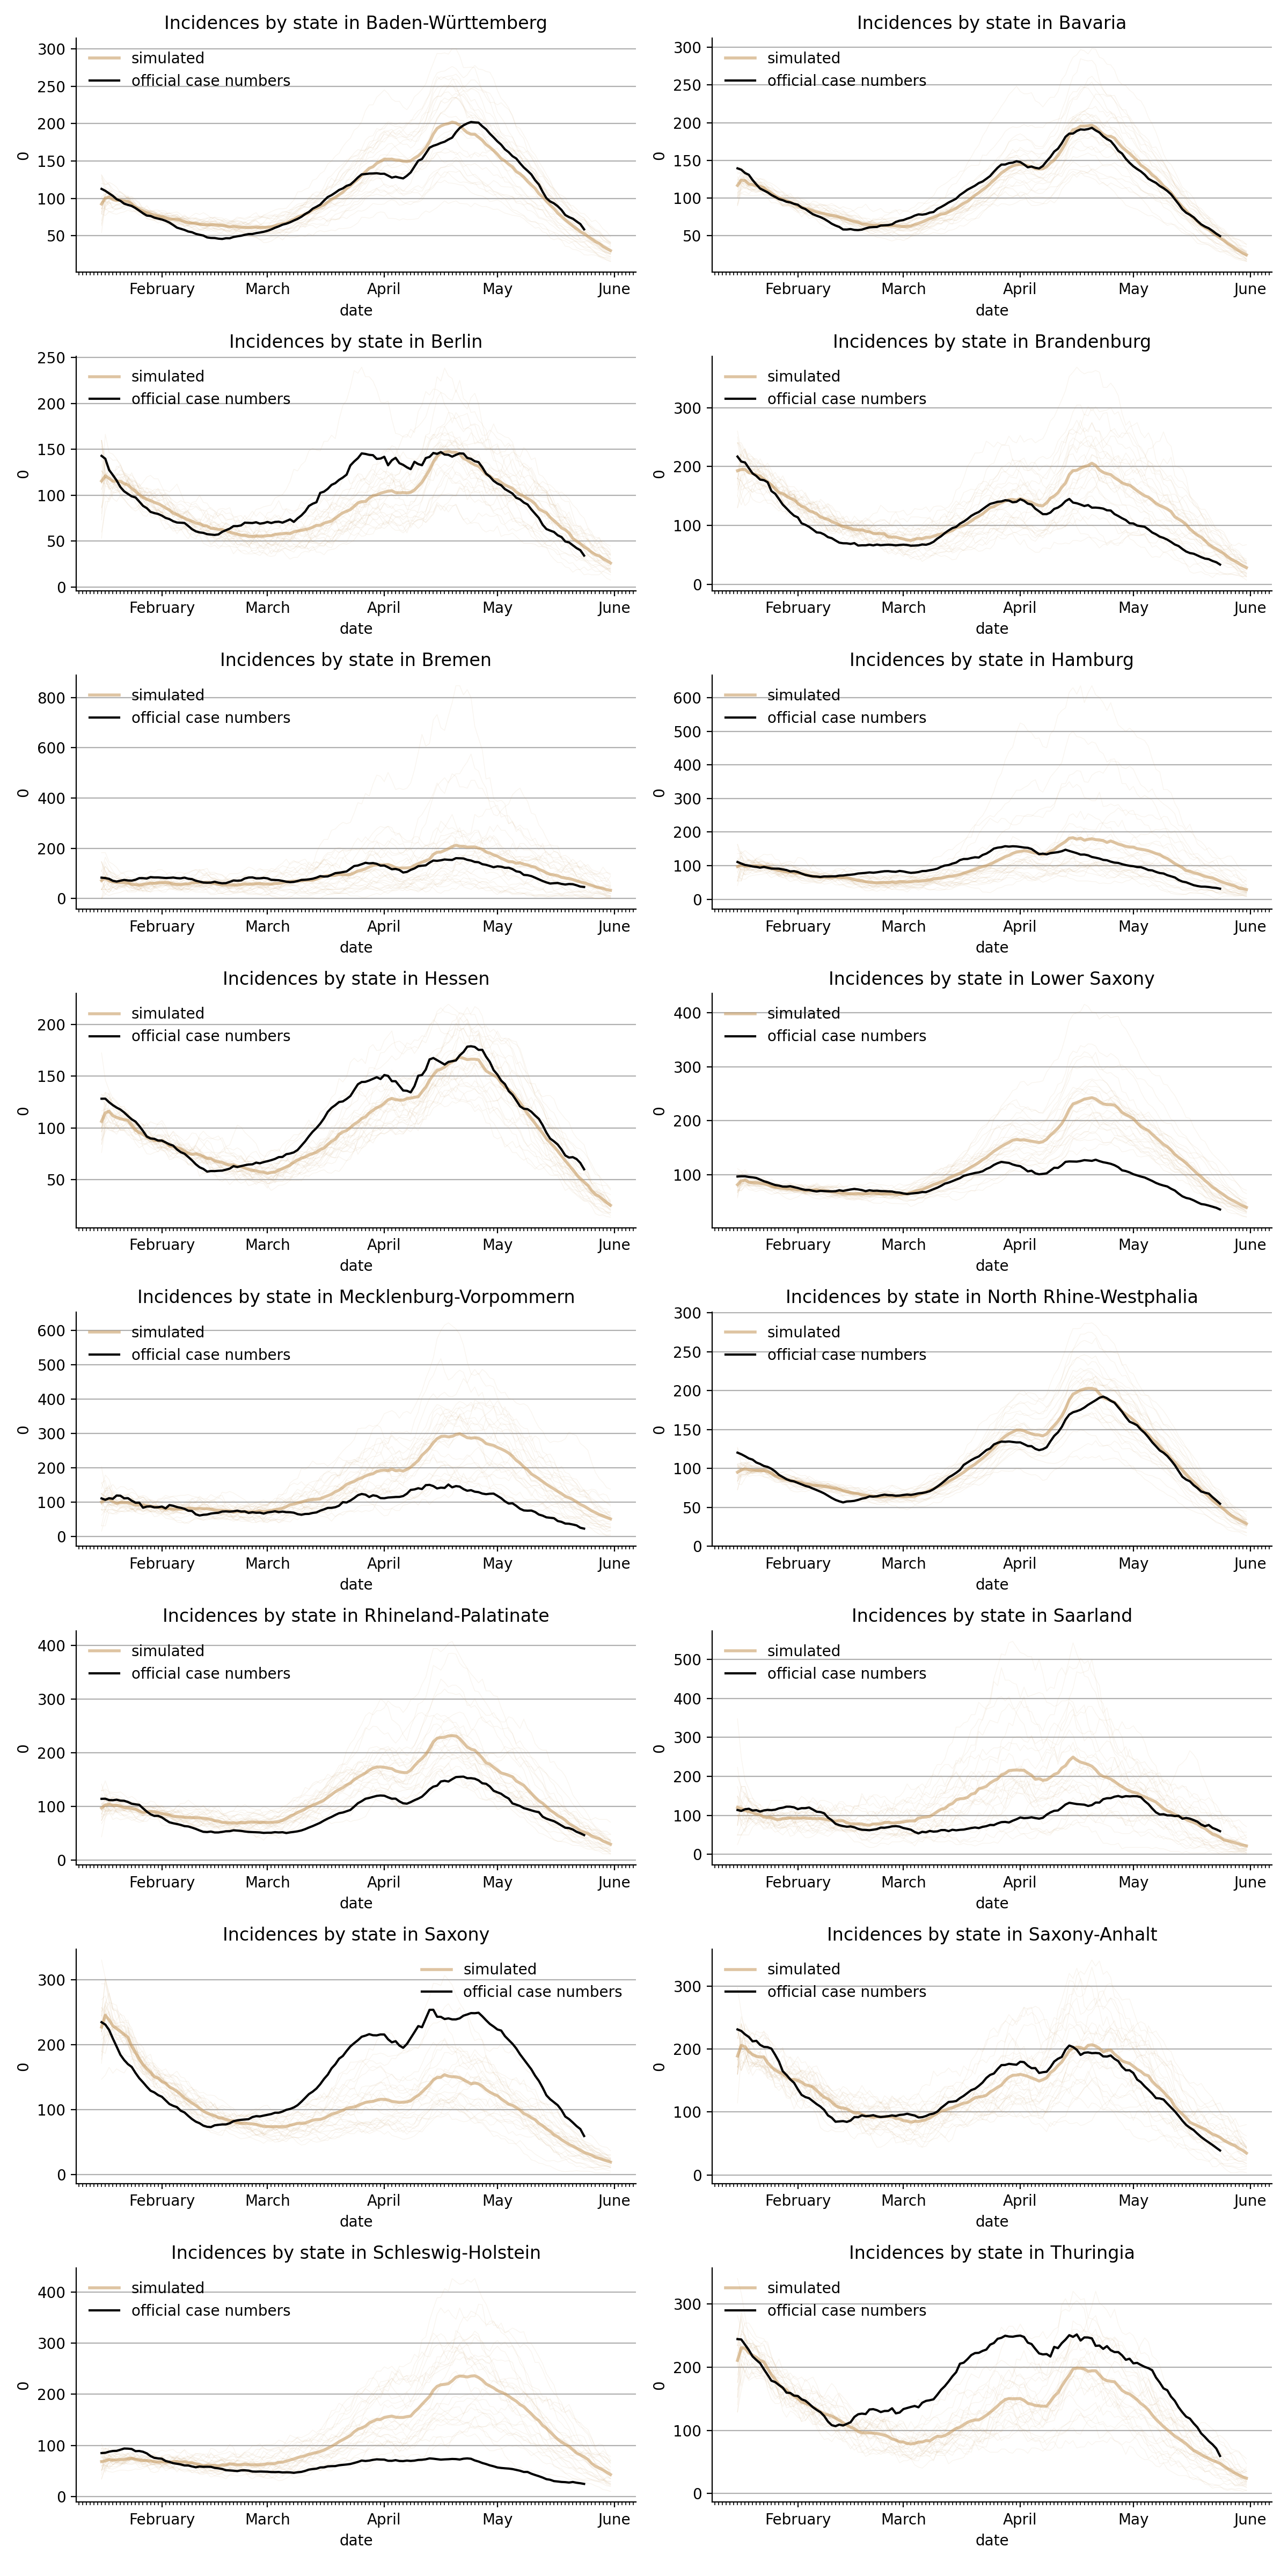 Incidences by state in Baden-Württemberg
simulated
official case numbers
300
250
200
150
100
50
0
February March April May June
date
Incidences by state in Bavaria
simulated
official case numbers
300
250
200
150
100
50
0
February March April May June
date
Incidences by state in Berlin
simulated
official case numbers
250
200
150
100
50
0
0
February March April May June
date
Incidences by state in Brandenburg
simulated
official case numbers
300
200
100
0
0
February March April May June
date
Incidences by state in Bremen
simulated
official case numbers
800
600
400
200
0
0
February March April May June
date
Incidences by state in Hamburg
simulated
official case numbers
600
500
400
300
200
100
0
0
February March April May June
date
Incidences by state in Hessen
simulated
official case numbers
200
150
100
50
0
February March April May June
date
Incidences by state in Lower Saxony
simulated
official case numbers
400
300
200
100
0
February March April May June
date
Incidences by state in Mecklenburg-Vorpommern
simulated
official case numbers
600
500
400
300
200
100
0
0
February March April May June
date
Incidences by state in North Rhine-Westphalia
simulated
official case numbers
300
250
200
150
100
50
0
0
February March April May June
date
Incidences by state in Rhineland-Palatinate
simulated
official case numbers
400
300
200
100
0
0
February March April May June
date
Incidences by state in Saarland
simulated
official case numbers
500
400
300
200
100
0
0
February March April May June
date
Incidences by state in Saxony
simulated
official case numbers
300
200
100
0
0
February March April May June
date
Incidences by state in Saxony-Anhalt
simulated
official case numbers
300
200
100
0
0
February March April May June
date
Incidences by state in Schleswig-Holstein
simulated
official case numbers
400
300
200
100
0
0
February March April May June
date
Incidences by state in Thuringia
simulated
official case numbers
300
200
100
0
0
February March April May June
date